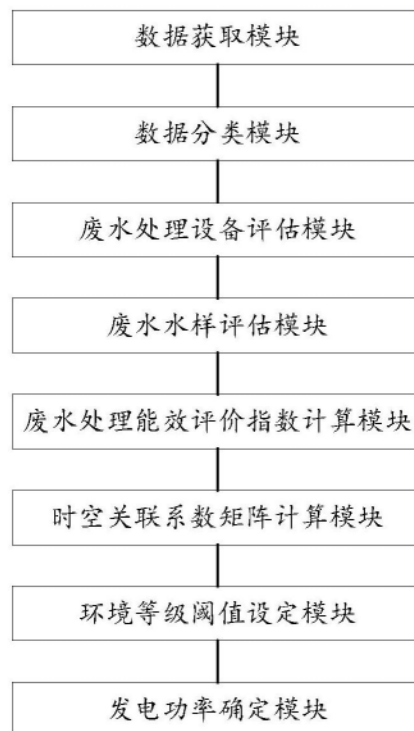 数据获取模块
数据分类模块
废水处理设备评估模块
废水水样评估模块
废水处理能效评价指数计算模块
时空关联系数矩阵计算模块
环境等级阈值设定模块
发电功率确定模块